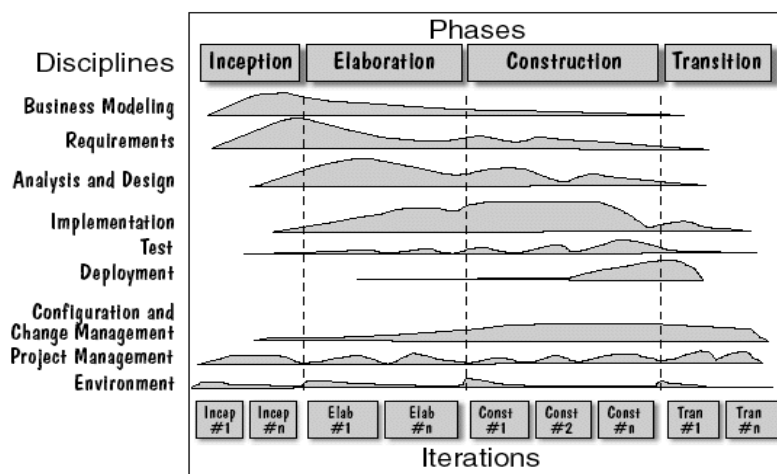 Phases
Disciplines
Inception
Elaboration
Construction
Transition
Business Modeling
Requirements
Analysis and Design
Implementation
Test
Deployment
Configuration and
Change Management
Project Management
Environment
Incep
#1
Incep
#n
Elab
#1
Elab
#n
Const
#1
Const
#2
Const
#n
Tran
#1
Tran
#n
Iterations